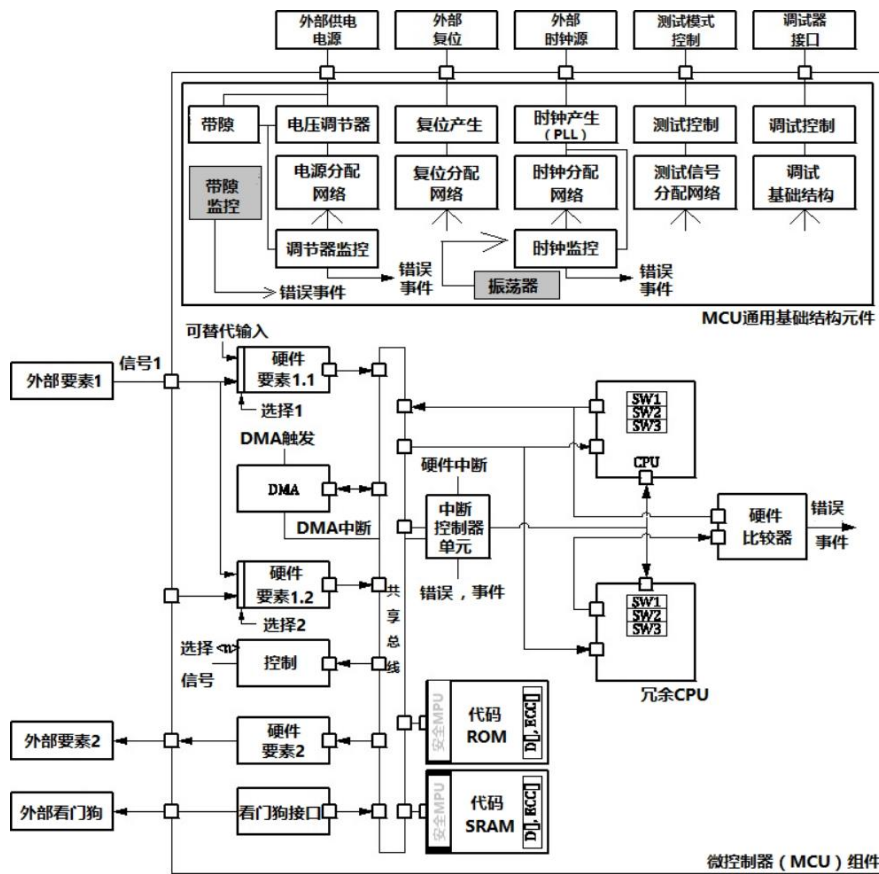 外部供电
电源
外部
复位
外部
时钟源
测试模式
控制
调试器
接口
带隙
电压调节器
复位产生
时钟产生
（PLL）
测试控制
调试控制
带隙
监控
电源分配
网络
复位分配
网络
时钟分配
网络
测试信号
分配网络
调试
基础结构
调节器监控
时钟监控
错误
事件
振荡器
错误
事件
错误事件
MCU通用基础结构元件
可替代输入
外部要素1
信号1
硬件
要素1.1
选择1
DMA触发
DMA
DMA中断
硬件
要素1.2
选择2
选择<n>
信号
控制
外部要素2
硬件
要素2
外部看门狗
看门狗接口
共享总线
硬件中断
中断
控制器
单元
错误，事件
SW1
SW2
SW3
CPU
硬件
比较器
错误
事件
SW1
SW2
SW3
冗余CPU
安全MPU
代码
ROM
D[],ECC[]
安全MPU
代码
SRAM
D[],ECC[]
微控制器（MCU）组件